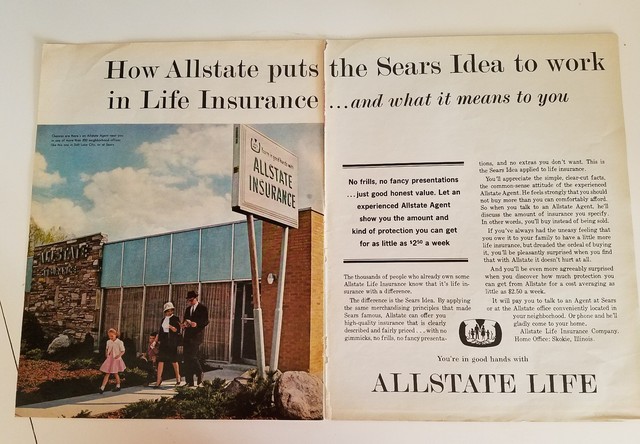 How Allstate puts the Sears Idea to work
in Life Insurance ...and what it means to you
You're in good hands with
ALLSTATE
INSURANCE
ALLSTATE
No frills, no fancy presentations
...just good honest value. Let an
experienced Allstate Agent
show you the amount and
kind of protection you can get
for as little as $2⁵⁰ a week
The thousands of people who already own some
Allstate Life Insurance know that it's life in-
surance with a difference.
The difference is the Sears Idea. By applying
the same merchandising principles that made
Sears famous, Allstate can offer you
high-quality insurance that is clearly
described and fairly priced ...with no
gimmicks, no frills, no fancy presenta-
tions, and no extras you don't want. This is
the Sears Idea applied to life insurance.
You'll appreciate the simple, clear-cut facts,
the common-sense attitude of the experienced
Allstate Agent. He feels strongly that you should
not buy more than you can comfortably afford.
So when you talk to an Allstate Agent, he'll
discuss the amount of insurance you specify.
In other words, you'll buy instead of being sold.
If you've always had the uneasy feeling that
you owe it to your family to have a little more
life insurance, but dreaded the ordeal of buying
it, you'll be pleasantly surprised when you find
that with Allstate it doesn't hurt at all.
And you'll be even more agreeably surprised
when you discover how much protection you
can get from Allstate for a cost averaging as
little as $2.50 a week.
It will pay you to talk to an Agent at Sears
or at the Allstate office conveniently located in
your neighborhood. Or phone and he'll
gladly come to your home.
Allstate Life Insurance Company,
Home Office: Skokie, Illinois.
You're in good hands with
ALLSTATE LIFE